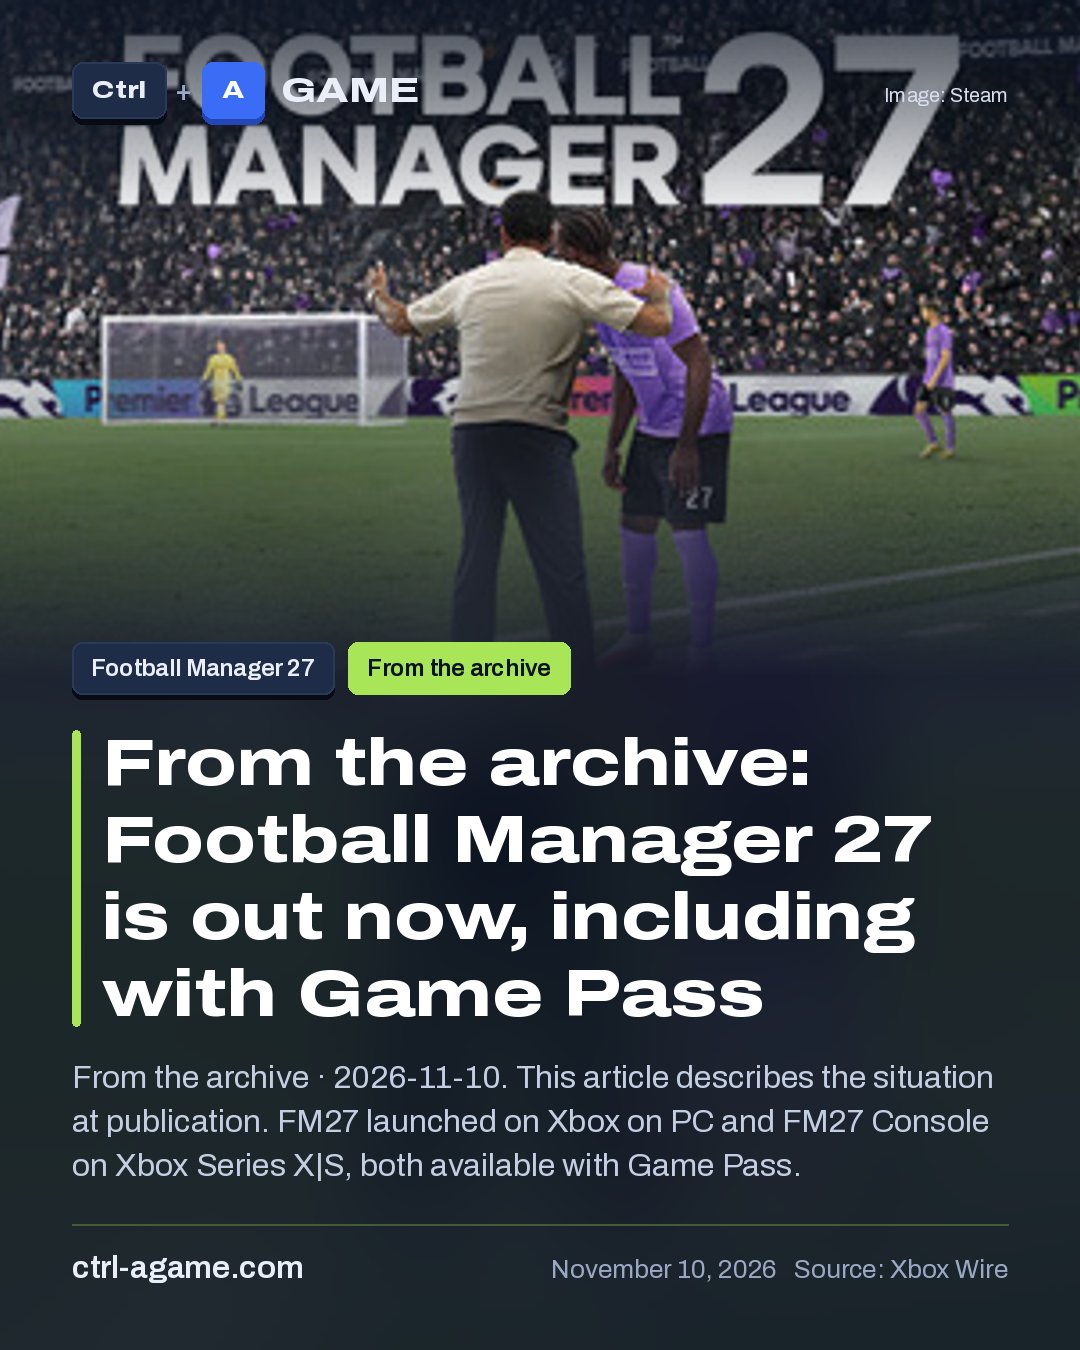 FOOTBALL
MANAGER 27
Ctrl + A GAME
Image: Steam
Premier League
League
27
Football Manager 27
From the archive
From the archive:
Football Manager 27
is out now, including
with Game Pass
From the archive · 2026-11-10. This article describes the situation
at publication. FM27 launched on Xbox on PC and FM27 Console
on Xbox Series X|S, both available with Game Pass.
ctrl-agame.com
November 10, 2026 Source: Xbox Wire